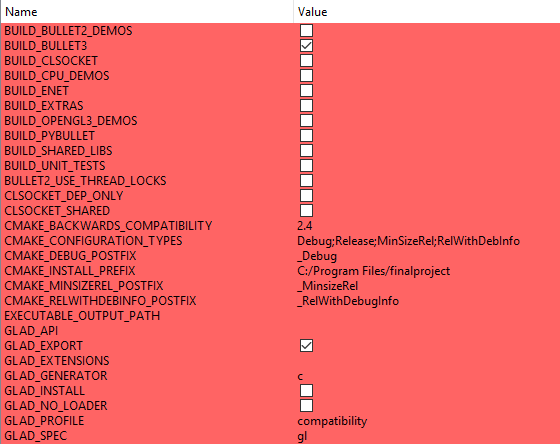 Name Value
BUILD_BULLET2_DEMOS
BUILD_BULLET3
BUILD_CLSOCKET
BUILD_CPU_DEMOS
BUILD_ENET
BUILD_EXTRAS
BUILD_OPENGL3_DEMOS
BUILD_PYBULLET
BUILD_SHARED_LIBS
BUILD_UNIT_TESTS
BULLET2_USE_THREAD_LOCKS
CLSOCKET_DEP_ONLY
CLSOCKET_SHARED
CMAKE_BACKWARDS_COMPATIBILITY 2.4
CMAKE_CONFIGURATION_TYPES Debug;Release;MinSizeRel;RelWithDebInfo
CMAKE_DEBUG_POSTFIX _Debug
CMAKE_INSTALL_PREFIX C:/Program Files/finalproject
CMAKE_MINSIZEREL_POSTFIX _MinsizeRel
CMAKE_RELWITHDEBINFO_POSTFIX _RelWithDebugInfo
EXECUTABLE_OUTPUT_PATH
GLAD_API
GLAD_EXPORT
GLAD_EXTENSIONS
GLAD_GENERATOR c
GLAD_INSTALL
GLAD_NO_LOADER
GLAD_PROFILE compatibility
GLAD_SPEC gl